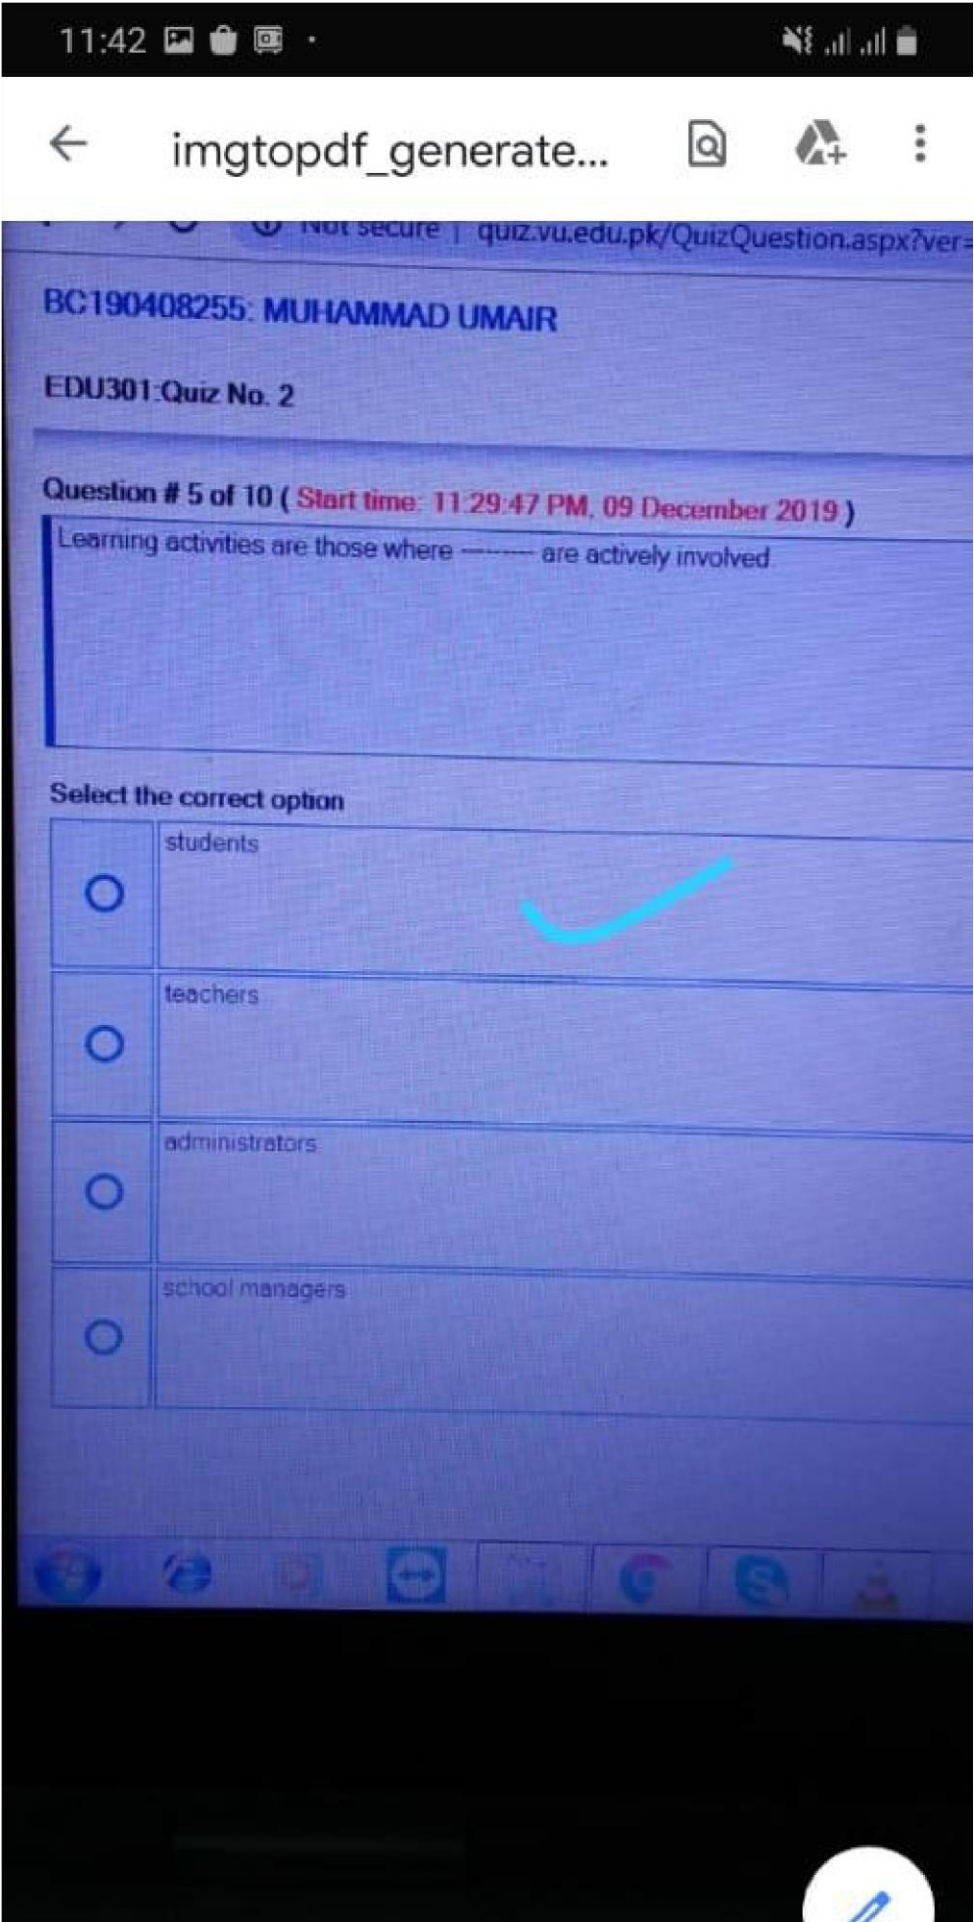 11:42
imgtopdf_generate...
Not secure | quiz.vu.edu.pk/QuizQuestion.aspx?ver=
BC190408255: MUHAMMAD UMAIR
EDU301:Quiz No. 2
Question # 5 of 10 ( Start time: 11:29:47 PM, 09 December 2019 )
Learning activities are those where -------- are actively involved.
Select the correct option
students
teachers
administrators
school managers